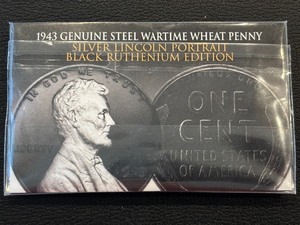 1943 GENUINE STEEL WARTIME WHEAT PENNY
SILVER LINCOLN PORTRAIT
BLACK RUTHENIUM EDITION
IN GOD WE TRUST
LIBERTY
ONE
CENT
UNITED STATES
OF AMERICA